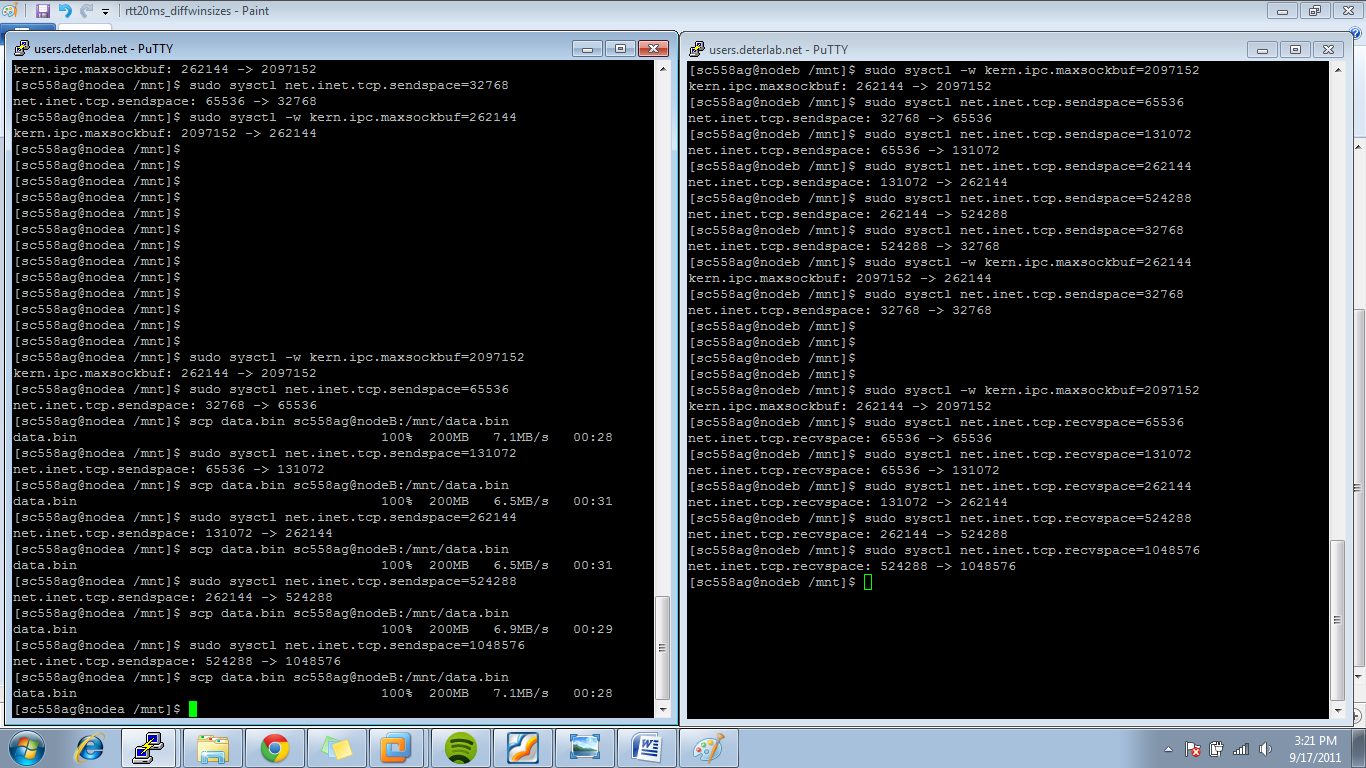 rtt20ms_diffwinsizes - Paint
users.deterlab.net - PuTTY
kern.ipc.maxsockbuf: 262144 -> 2097152
[sc558ag@nodea /mnt]$ sudo sysctl net.inet.tcp.sendspace=32768
net.inet.tcp.sendspace: 65536 -> 32768
[sc558ag@nodea /mnt]$ sudo sysctl -w kern.ipc.maxsockbuf=262144
kern.ipc.maxsockbuf: 2097152 -> 262144
[sc558ag@nodea /mnt]$
[sc558ag@nodea /mnt]$
[sc558ag@nodea /mnt]$
[sc558ag@nodea /mnt]$
[sc558ag@nodea /mnt]$
[sc558ag@nodea /mnt]$
[sc558ag@nodea /mnt]$
[sc558ag@nodea /mnt]$
[sc558ag@nodea /mnt]$
[sc558ag@nodea /mnt]$
[sc558ag@nodea /mnt]$
[sc558ag@nodea /mnt]$
[sc558ag@nodea /mnt]$
[sc558ag@nodea /mnt]$ sudo sysctl -w kern.ipc.maxsockbuf=2097152
kern.ipc.maxsockbuf: 262144 -> 2097152
[sc558ag@nodea /mnt]$ sudo sysctl net.inet.tcp.sendspace=65536
net.inet.tcp.sendspace: 32768 -> 65536
[sc558ag@nodea /mnt]$ scp data.bin sc558ag@nodeB:/mnt/data.bin
data.bin 100% 200MB 7.1MB/s 00:28
[sc558ag@nodea /mnt]$ sudo sysctl net.inet.tcp.sendspace=131072
net.inet.tcp.sendspace: 65536 -> 131072
[sc558ag@nodea /mnt]$ scp data.bin sc558ag@nodeB:/mnt/data.bin
data.bin 100% 200MB 6.5MB/s 00:31
[sc558ag@nodea /mnt]$ sudo sysctl net.inet.tcp.sendspace=262144
net.inet.tcp.sendspace: 131072 -> 262144
[sc558ag@nodea /mnt]$ scp data.bin sc558ag@nodeB:/mnt/data.bin
data.bin 100% 200MB 6.5MB/s 00:31
[sc558ag@nodea /mnt]$ sudo sysctl net.inet.tcp.sendspace=524288
net.inet.tcp.sendspace: 262144 -> 524288
[sc558ag@nodea /mnt]$ scp data.bin sc558ag@nodeB:/mnt/data.bin
data.bin 100% 200MB 6.9MB/s 00:29
[sc558ag@nodea /mnt]$ sudo sysctl net.inet.tcp.sendspace=1048576
net.inet.tcp.sendspace: 524288 -> 1048576
[sc558ag@nodea /mnt]$ scp data.bin sc558ag@nodeB:/mnt/data.bin
data.bin 100% 200MB 7.1MB/s 00:28
[sc558ag@nodea /mnt]$
users.deterlab.net - PuTTY
[sc558ag@nodeb /mnt]$ sudo sysctl -w kern.ipc.maxsockbuf=2097152
kern.ipc.maxsockbuf: 262144 -> 2097152
[sc558ag@nodeb /mnt]$ sudo sysctl net.inet.tcp.sendspace=65536
net.inet.tcp.sendspace: 32768 -> 65536
[sc558ag@nodeb /mnt]$ sudo sysctl net.inet.tcp.sendspace=131072
net.inet.tcp.sendspace: 65536 -> 131072
[sc558ag@nodeb /mnt]$ sudo sysctl net.inet.tcp.sendspace=262144
net.inet.tcp.sendspace: 131072 -> 262144
[sc558ag@nodeb /mnt]$ sudo sysctl net.inet.tcp.sendspace=524288
net.inet.tcp.sendspace: 262144 -> 524288
[sc558ag@nodeb /mnt]$ sudo sysctl net.inet.tcp.sendspace=32768
net.inet.tcp.sendspace: 524288 -> 32768
[sc558ag@nodeb /mnt]$ sudo sysctl -w kern.ipc.maxsockbuf=262144
kern.ipc.maxsockbuf: 2097152 -> 262144
[sc558ag@nodeb /mnt]$ sudo sysctl net.inet.tcp.sendspace=32768
net.inet.tcp.sendspace: 32768 -> 32768
[sc558ag@nodeb /mnt]$
[sc558ag@nodeb /mnt]$
[sc558ag@nodeb /mnt]$
[sc558ag@nodeb /mnt]$
[sc558ag@nodeb /mnt]$ sudo sysctl -w kern.ipc.maxsockbuf=2097152
kern.ipc.maxsockbuf: 262144 -> 2097152
[sc558ag@nodeb /mnt]$ sudo sysctl net.inet.tcp.recvspace=65536
net.inet.tcp.recvspace: 65536 -> 65536
[sc558ag@nodeb /mnt]$ sudo sysctl net.inet.tcp.recvspace=131072
net.inet.tcp.recvspace: 65536 -> 131072
[sc558ag@nodeb /mnt]$ sudo sysctl net.inet.tcp.recvspace=262144
net.inet.tcp.recvspace: 131072 -> 262144
[sc558ag@nodeb /mnt]$ sudo sysctl net.inet.tcp.recvspace=524288
net.inet.tcp.recvspace: 262144 -> 524288
[sc558ag@nodeb /mnt]$ sudo sysctl net.inet.tcp.recvspace=1048576
net.inet.tcp.recvspace: 524288 -> 1048576
[sc558ag@nodeb /mnt]$
3:21 PM
9/17/2011